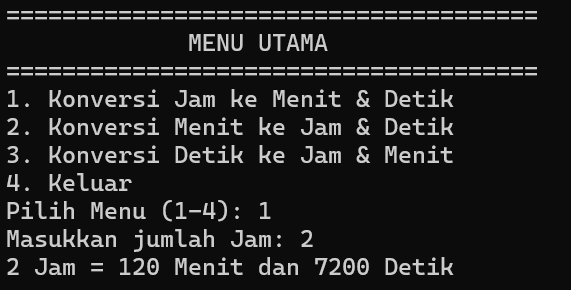 ======================================
MENU UTAMA
======================================
1. Konversi Jam ke Menit & Detik
2. Konversi Menit ke Jam & Detik
3. Konversi Detik ke Jam & Menit
4. Keluar
Pilih Menu (1-4): 1
Masukkan jumlah Jam: 2
2 Jam = 120 Menit dan 7200 Detik